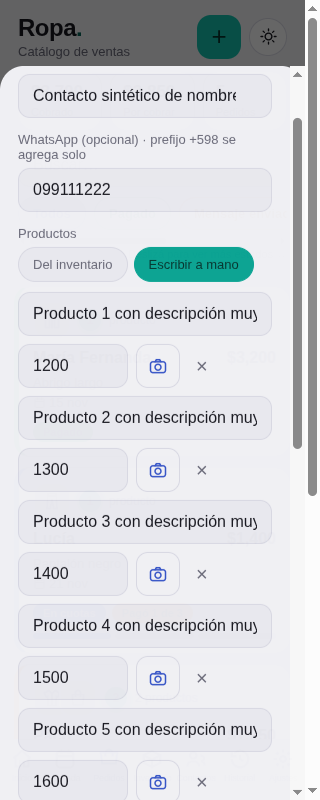 Ropa.
Catálogo de ventas
Contacto sintético de nombre
WhatsApp (opcional) · prefijo +598 se
agrega solo
099111222
Productos
Del inventario
Escribir a mano
Producto 1 con descripción muy
1200
Producto 2 con descripción muy
1300
Producto 3 con descripción muy
1400
Producto 4 con descripción muy
1500
Producto 5 con descripción muy
1600